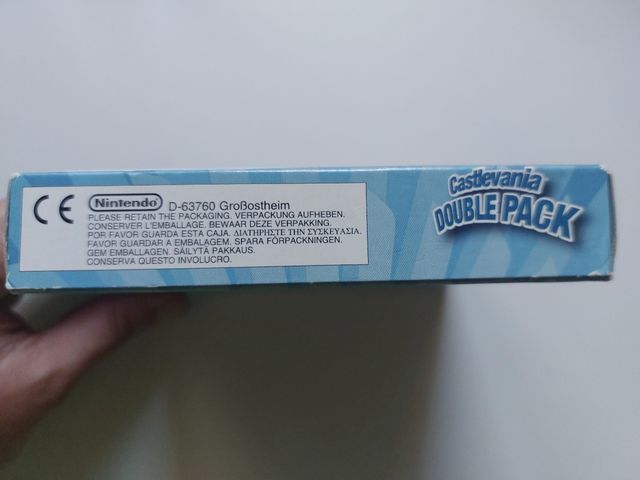 CE
Nintendo D-63760 Großostheim
PLEASE RETAIN THE PACKAGING. VERPACKUNG AUFHEBEN.
CONSERVER L'EMBALLAGE. BEWAAR DEZE VERPAKKING.
POR FAVOR GUARDA ESTA CAJA. ΔΙΑΤΗΡΗΣΤΕ ΤΗΝ ΣΥΣΚΕΥΑΣΙΑ.
FAVOR GUARDAR A EMBALAGEM. SPARA FÖRPACKNINGEN.
GEM EMBALLAGEN. SÄILYTÄ PAKKAUS.
CONSERVA QUESTO INVOLUCRO.
Castlevania
DOUBLE PACK